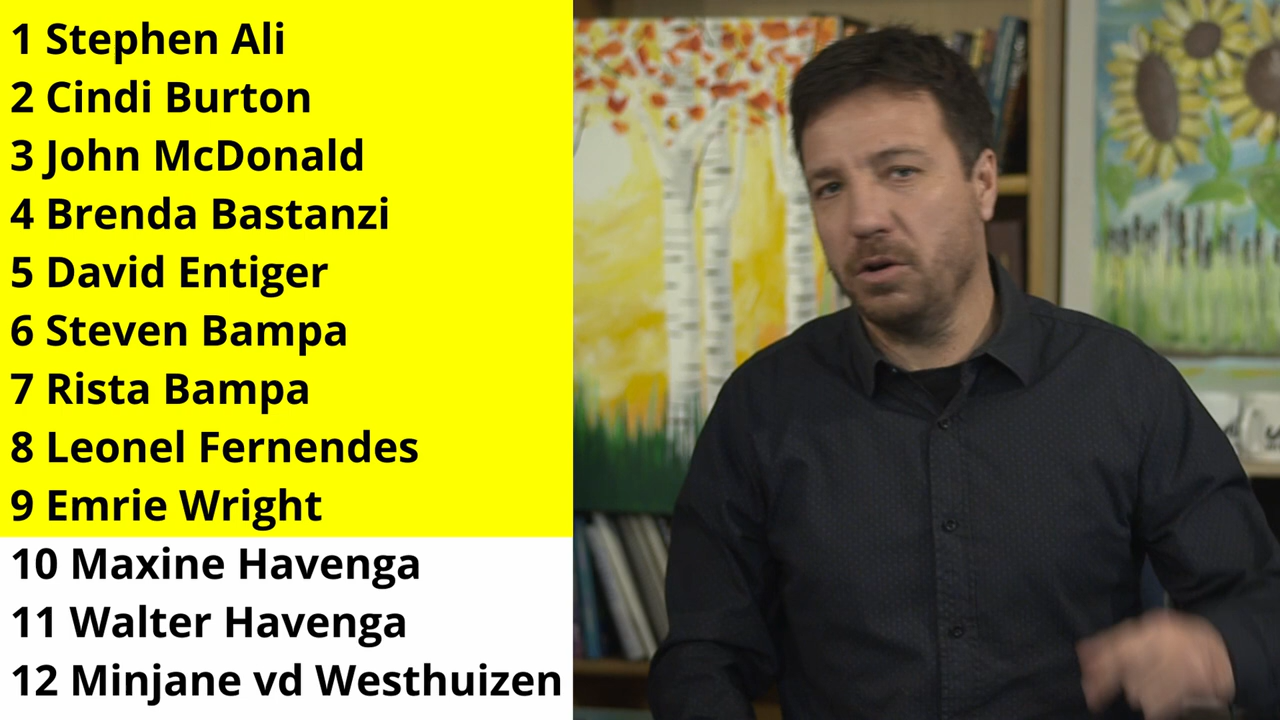 1 Stephen Ali
2 Cindi Burton
3 John McDonald
4 Brenda Bastanzi
5 David Entiger
6 Steven Bampa
7 Rista Bampa
8 Leonel Fernendes
9 Emrie Wright
10 Maxine Havenga
11 Walter Havenga
12 Minjane vd Westhuizen